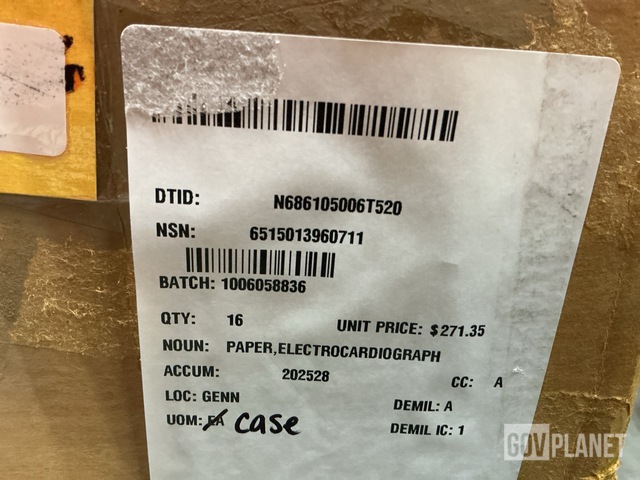 DTID: N686105006T520
NSN: 6515013960711
BATCH: 1006058836
QTY: 16 UNIT PRICE: $271.35
NOUN: PAPER,ELECTROCARDIOGRAPH
ACCUM: 202528 CC: A
LOC: GENN DEMIL: A
UOM: EA case DEMIL IC: 1
GOVPLANET